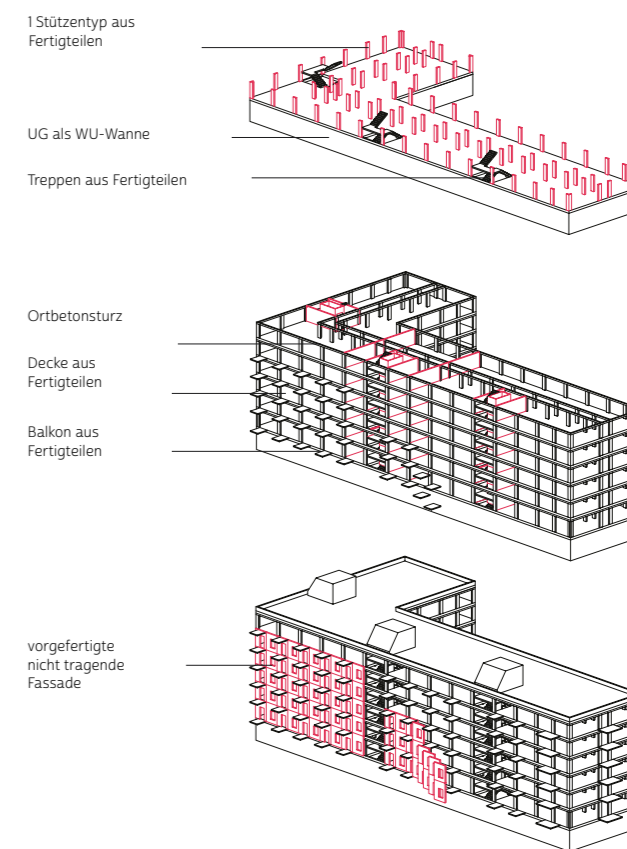 1 Stützentyp aus
Fertigteilen
UG als WU-Wanne
Treppen aus Fertigteilen
Ortbetonsturz
Decke aus
Fertigteilen
Balkon aus
Fertigteilen
vorgefertigte
nicht tragende
Fassade